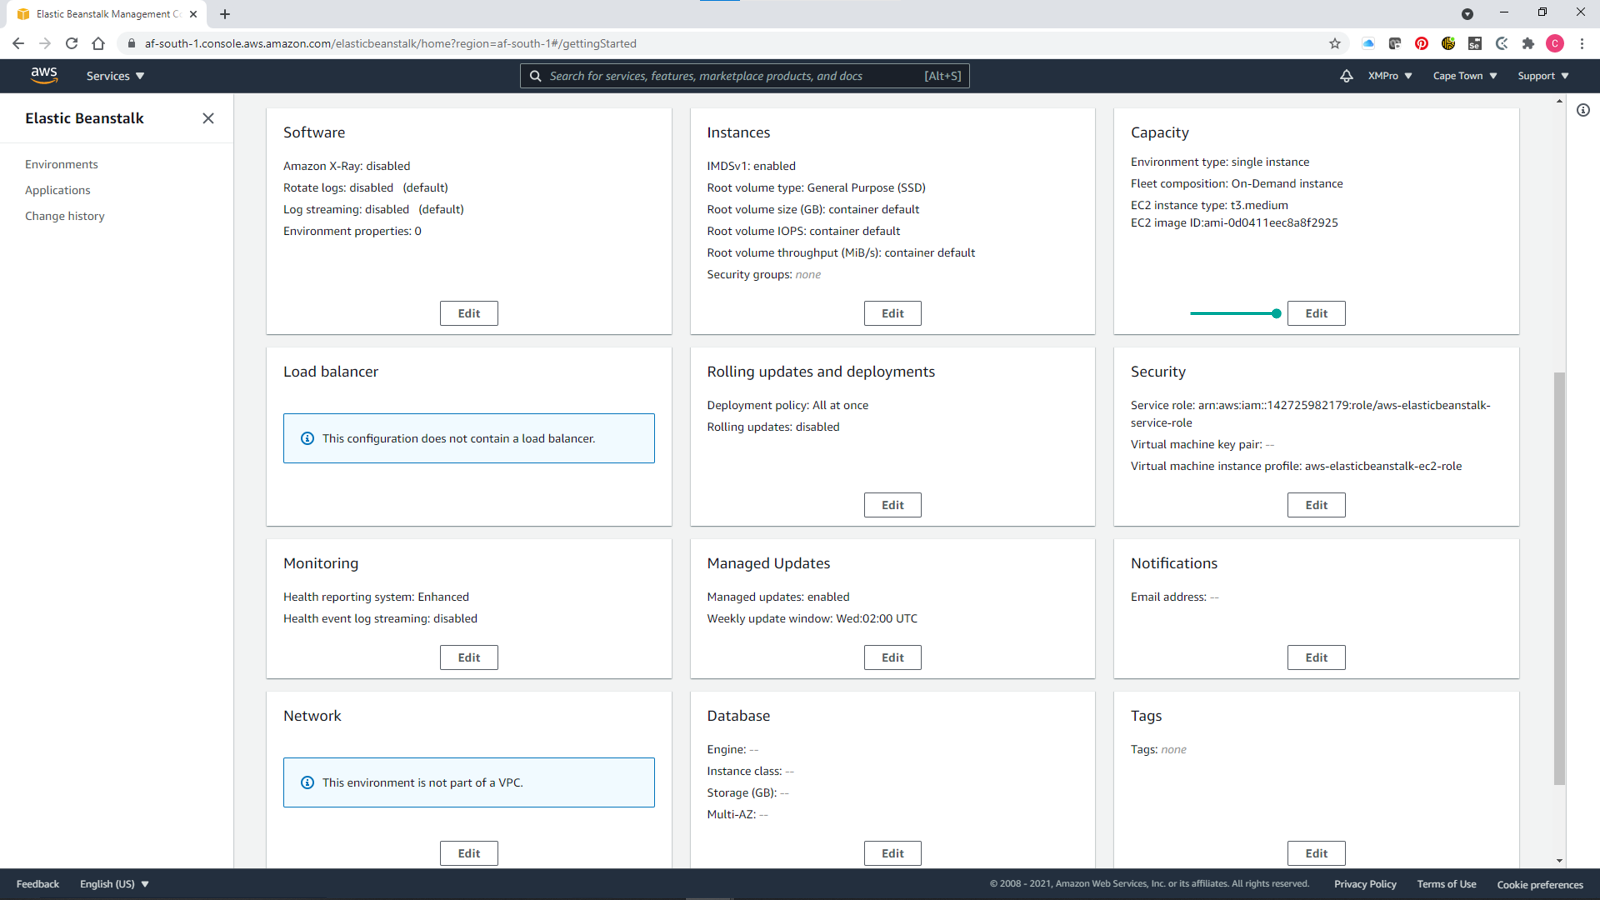 Elastic Beanstalk Management Co
af-south-1.console.aws.amazon.com/elasticbeanstalk/home?region=af-south-1#/gettingStarted
Se
C
aws
Services
Search for services, features, marketplace products, and docs [Alt+S]
XMPro
Cape Town
Support
Elastic Beanstalk
Environments
Applications
Change history
Software
Amazon X-Ray: disabled
Rotate logs: disabled (default)
Log streaming: disabled (default)
Environment properties: 0
Edit
Instances
IMDSv1: enabled
Root volume type: General Purpose (SSD)
Root volume size (GB): container default
Root volume IOPS: container default
Root volume throughput (MiB/s): container default
Security groups: none
Edit
Capacity
Environment type: single instance
Fleet composition: On-Demand instance
EC2 instance type: t3.medium
EC2 image ID:ami-0d0411eec8a8f2925
Edit
Load balancer
This configuration does not contain a load balancer.
Rolling updates and deployments
Deployment policy: All at once
Rolling updates: disabled
Edit
Security
Service role: arn:aws:iam::142725982179:role/aws-elasticbeanstalk-
service-role
Virtual machine key pair: --
Virtual machine instance profile: aws-elasticbeanstalk-ec2-role
Edit
Monitoring
Health reporting system: Enhanced
Health event log streaming: disabled
Edit
Managed Updates
Managed updates: enabled
Weekly update window: Wed:02:00 UTC
Edit
Notifications
Email address: --
Edit
Network
This environment is not part of a VPC.
Edit
Database
Engine: --
Instance class: --
Storage (GB): --
Multi-AZ: --
Edit
Tags
Tags: none
Edit
Feedback
English (US)
© 2008 - 2021, Amazon Web Services, Inc. or its affiliates. All rights reserved.
Privacy Policy
Terms of Use
Cookie preferences